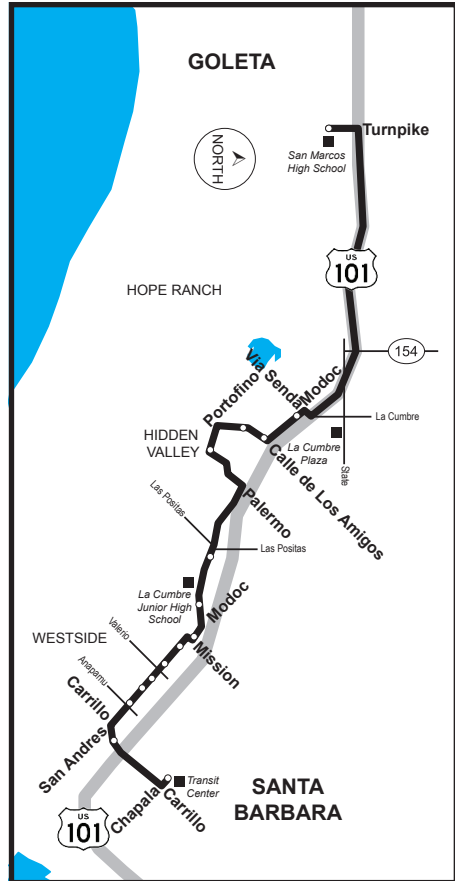 GOLETA
Turnpike
San Marcos
High School
NORTH
US
101
HOPE RANCH
154
Via Senda
Modoc
Portofino
La Cumbre
HIDDEN
VALLEY
La Cumbre
Plaza
State
Calle de Los Amigos
Las Positas
Palermo
Las Positas
La Cumbre
Junior High
School
Modoc
Valerio
WESTSIDE
Mission
Anapamu
Carrillo
San Andres
Transit
Center
Chapala
Carrillo
SANTA
BARBARA
US
101